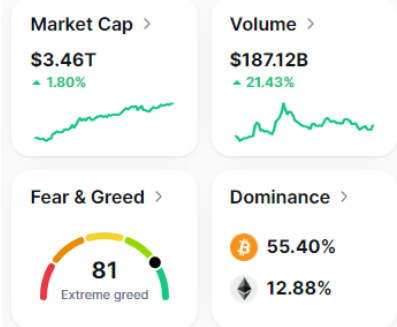 Market Cap >
$3.46T
▲ 1.80%
Volume >
$187.12B
▲ 21.43%
Fear & Greed >
81
Extreme greed
Dominance >
₿ 55.40%
12.88%